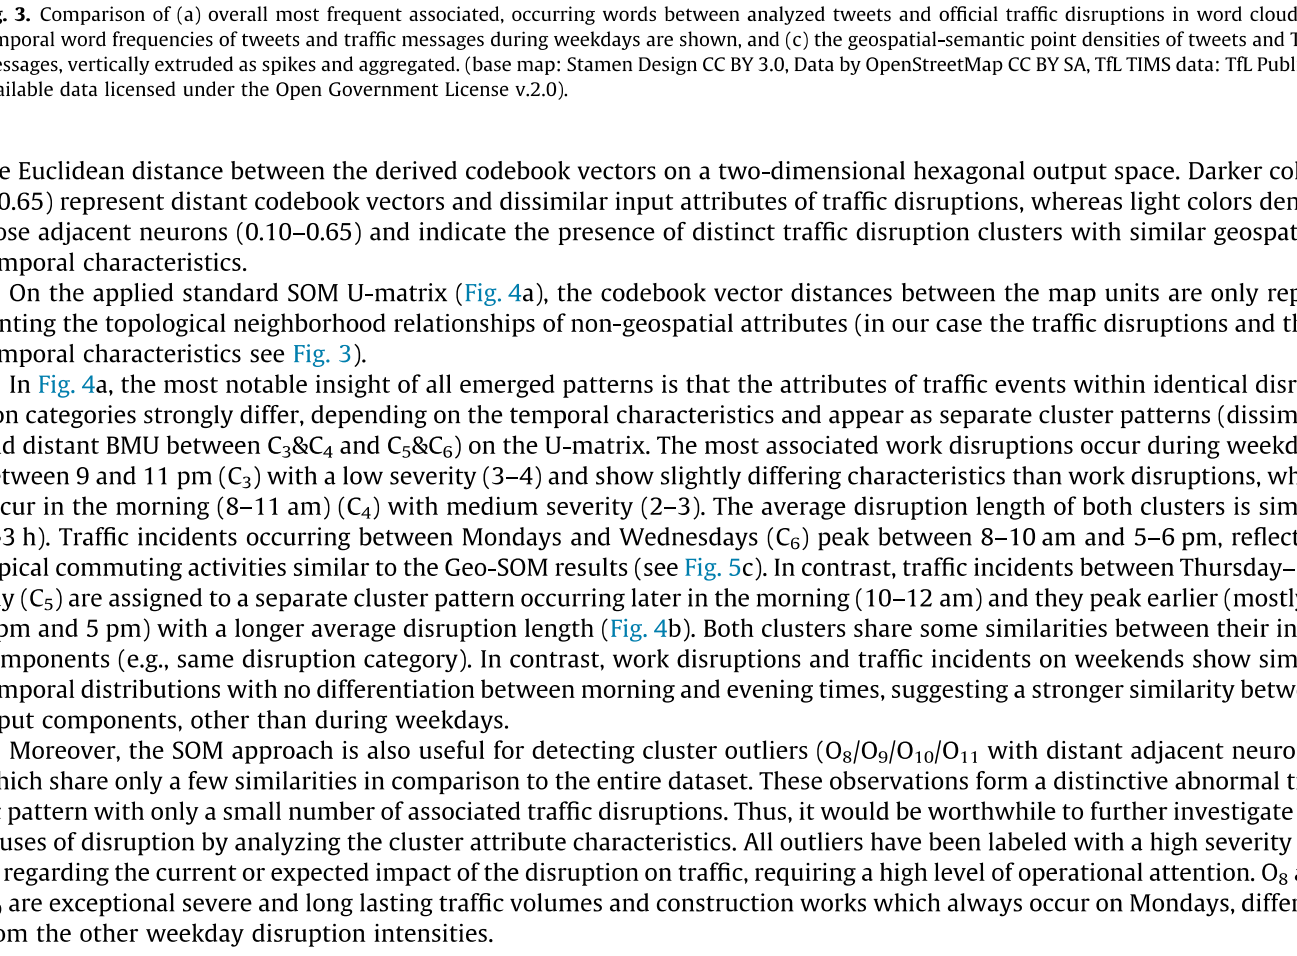 g. 3. Comparison of (a) overall most frequent associated, occurring words between analyzed tweets and official traffic disruptions in word cloud
mporal word frequencies of tweets and traffic messages during weekdays are shown, and (c) the geospatial-semantic point densities of tweets and T
essages, vertically extruded as spikes and aggregated. (base map: Stamen Design CC BY 3.0, Data by OpenStreetMap CC BY SA, TfL TIMS data: TfL Publ
ailable data licensed under the Open Government License v.2.0).
e Euclidean distance between the derived codebook vectors on a two-dimensional hexagonal output space. Darker col
0.65) represent distant codebook vectors and dissimilar input attributes of traffic disruptions, whereas light colors den
ose adjacent neurons (0.10–0.65) and indicate the presence of distinct traffic disruption clusters with similar geospat
mporal characteristics.
On the applied standard SOM U-matrix (Fig. 4a), the codebook vector distances between the map units are only rep
nting the topological neighborhood relationships of non-geospatial attributes (in our case the traffic disruptions and th
mporal characteristics see Fig. 3).
In Fig. 4a, the most notable insight of all emerged patterns is that the attributes of traffic events within identical disr
on categories strongly differ, depending on the temporal characteristics and appear as separate cluster patterns (dissim
d distant BMU between C3&C4 and C5&C6) on the U-matrix. The most associated work disruptions occur during weekd
etween 9 and 11 pm (C3) with a low severity (3–4) and show slightly differing characteristics than work disruptions, wh
cur in the morning (8–11 am) (C4) with medium severity (2–3). The average disruption length of both clusters is sim
3 h). Traffic incidents occurring between Mondays and Wednesdays (C6) peak between 8–10 am and 5–6 pm, reflect
pical commuting activities similar to the Geo-SOM results (see Fig. 5c). In contrast, traffic incidents between Thursday–
y (C5) are assigned to a separate cluster pattern occurring later in the morning (10–12 am) and they peak earlier (mostly
pm and 5 pm) with a longer average disruption length (Fig. 4b). Both clusters share some similarities between their in
mponents (e.g., same disruption category). In contrast, work disruptions and traffic incidents on weekends show sim
mporal distributions with no differentiation between morning and evening times, suggesting a stronger similarity betw
put components, other than during weekdays.
Moreover, the SOM approach is also useful for detecting cluster outliers (O8/O9/O10/O11 with distant adjacent neuro
hich share only a few similarities in comparison to the entire dataset. These observations form a distinctive abnormal t
c pattern with only a small number of associated traffic disruptions. Thus, it would be worthwhile to further investigate
uses of disruption by analyzing the cluster attribute characteristics. All outliers have been labeled with a high severity
regarding the current or expected impact of the disruption on traffic, requiring a high level of operational attention. O8 a
are exceptional severe and long lasting traffic volumes and construction works which always occur on Mondays, differ
om the other weekday disruption intensities.